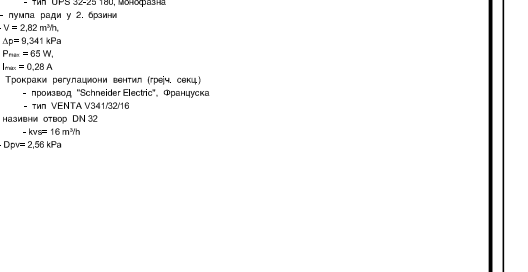 - тип UPS 32-25 180, монофазна
- пумпа ради у 2. брзини
- V = 2,82 m³/h,
Δp= 9,341 kPa
Pmax = 65 W,
Imax = 0,28 A
Трокраки регулациони вентил (грејч. секц.)
- производ "Schneider Electric", Француска
- тип VENTA V341/32/16
називни отвор DN 32
- kvs= 16 m³/h
- Dpv= 2,56 kPa